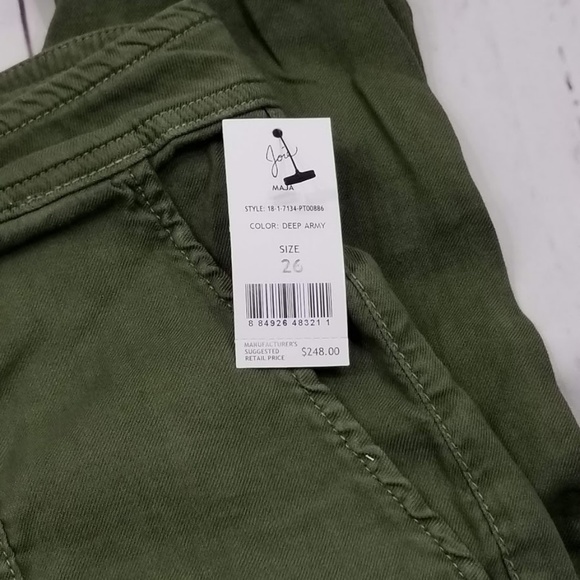 Joie
MAJA
STYLE: 18-1-7134-PT00886
COLOR: DEEP ARMY
SIZE
26
8 84926 48321 1
MANUFACTURER'S
SUGGESTED
RETAIL PRICE
$248.00